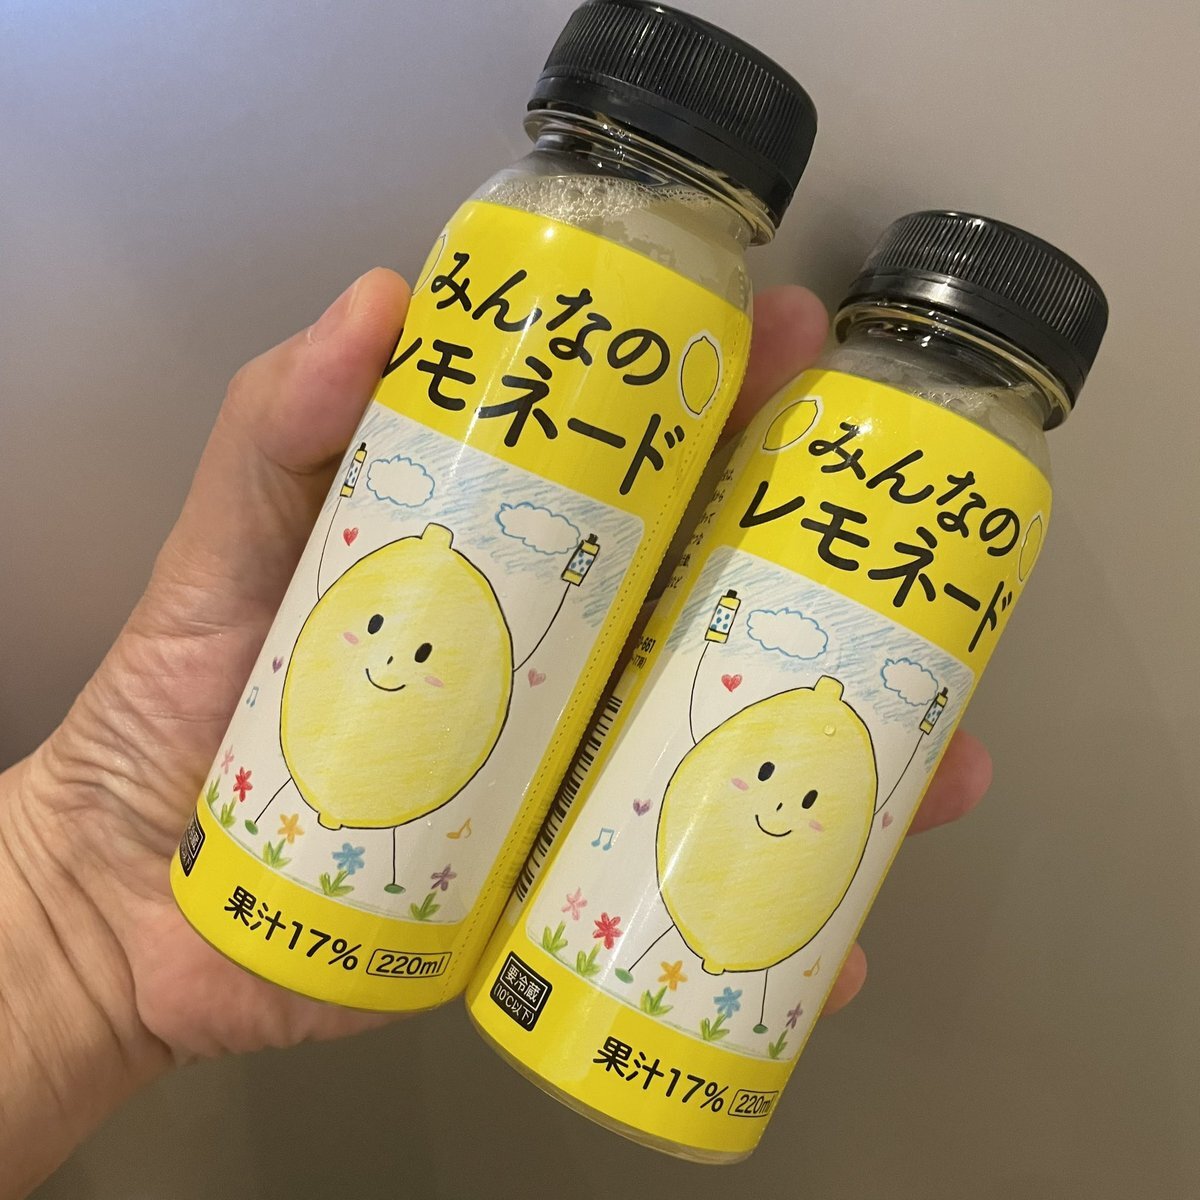 みんなの
レモネード
果汁17%
220ml
みんなの
レモネード
要冷蔵
(10℃以下)
果汁17%
220ml